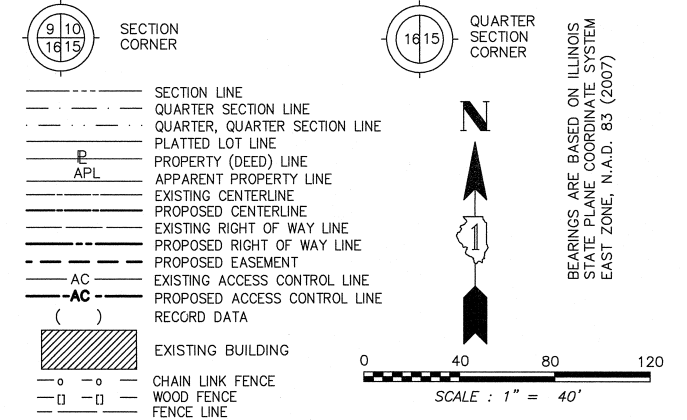 9 10
16 15
SECTION
CORNER
16 15
QUARTER
SECTION
CORNER
SECTION LINE
QUARTER SECTION LINE
QUARTER, QUARTER SECTION LINE
PLATTED LOT LINE
PL
PROPERTY (DEED) LINE
APL
APPARENT PROPERTY LINE
EXISTING CENTERLINE
PROPOSED CENTERLINE
EXISTING RIGHT OF WAY LINE
PROPOSED RIGHT OF WAY LINE
PROPOSED EASEMENT
AC
EXISTING ACCESS CONTROL LINE
AC
PROPOSED ACCESS CONTROL LINE
( )
RECORD DATA
EXISTING BUILDING
CHAIN LINK FENCE
WOOD FENCE
FENCE LINE
N
1
BEARINGS ARE BASED ON ILLINOIS
STATE PLANE COORDINATE SYSTEM
EAST ZONE, N.A.D. 83 (2007)
0 40 80 120
SCALE : 1" = 40'